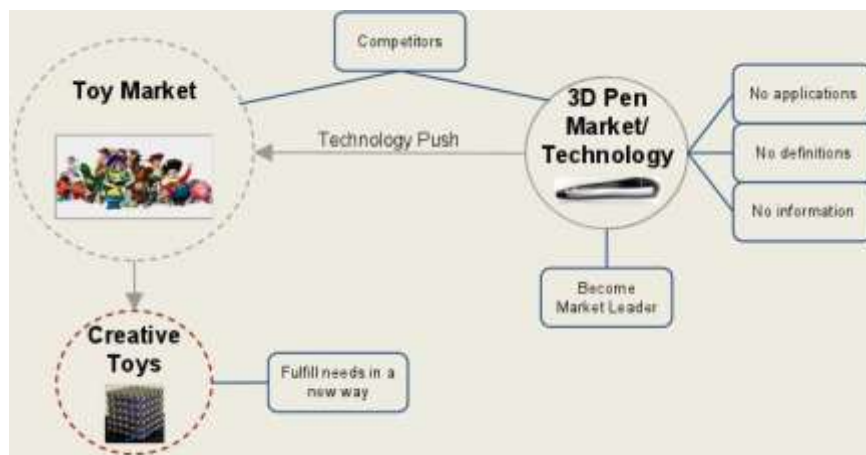 Competitors
Toy Market
3D Pen
Market/
Technology
No applications
Technology Push
No definitions
No information
Become
Market Leader
Creative
Toys
Fulfill needs in a
new way